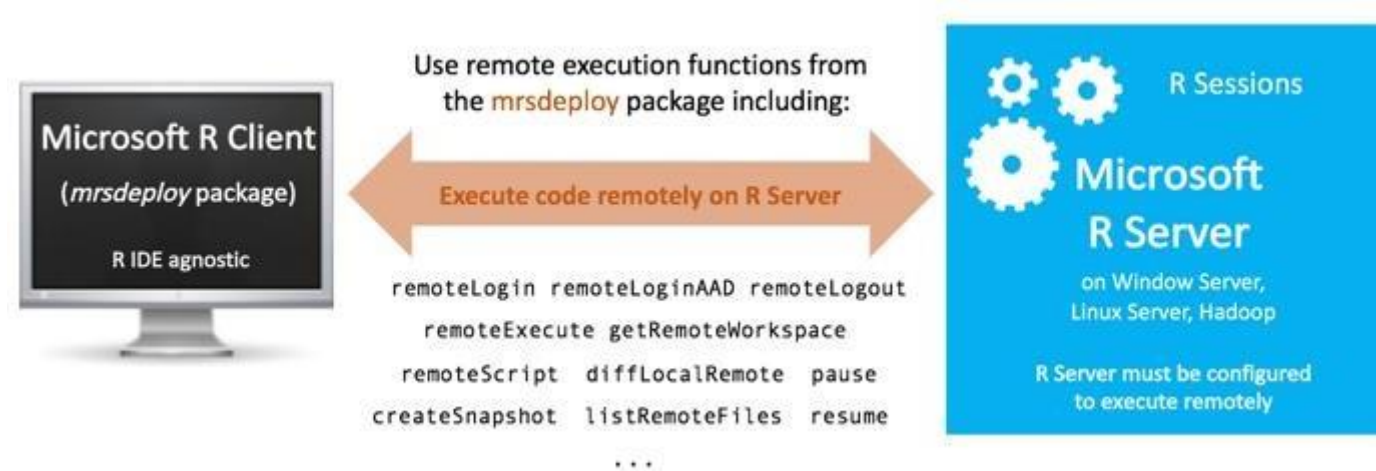 Microsoft R Client
(mrsdeploy package)
R IDE agnostic
Use remote execution functions from
the mrsdeploy package including:
Execute code remotely on R Server
remoteLogin remoteLoginAAD remoteLogout
remoteExecute getRemoteWorkspace
remoteScript diffLocalRemote pause
createSnapshot listRemoteFiles resume
...
R Sessions
Microsoft
R Server
on Window Server,
Linux Server, Hadoop
R Server must be configured
to execute remotely